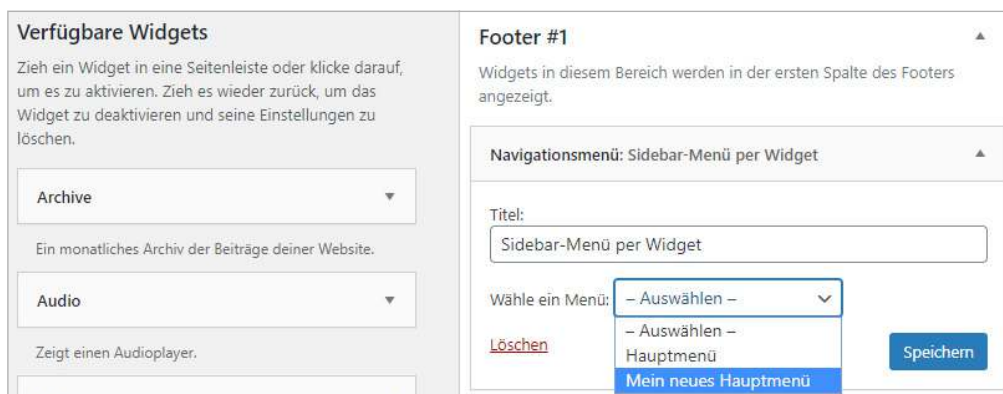 Verfügbare Widgets
Zieh ein Widget in eine Seitenleiste oder klicke darauf,
um es zu aktivieren. Zieh es wieder zurück, um das
Widget zu deaktivieren und seine Einstellungen zu
löschen.
Archive
Ein monatliches Archiv der Beiträge deiner Website.
Audio
Zeigt einen Audioplayer.
Footer #1
Widgets in diesem Bereich werden in der ersten Spalte des Footers
angezeigt.
Navigationsmenü: Sidebar-Menü per Widget
Titel:
Sidebar-Menü per Widget
Wähle ein Menü: – Auswählen –
– Auswählen –
Hauptmenü
Mein neues Hauptmenü
Löschen
Speichern